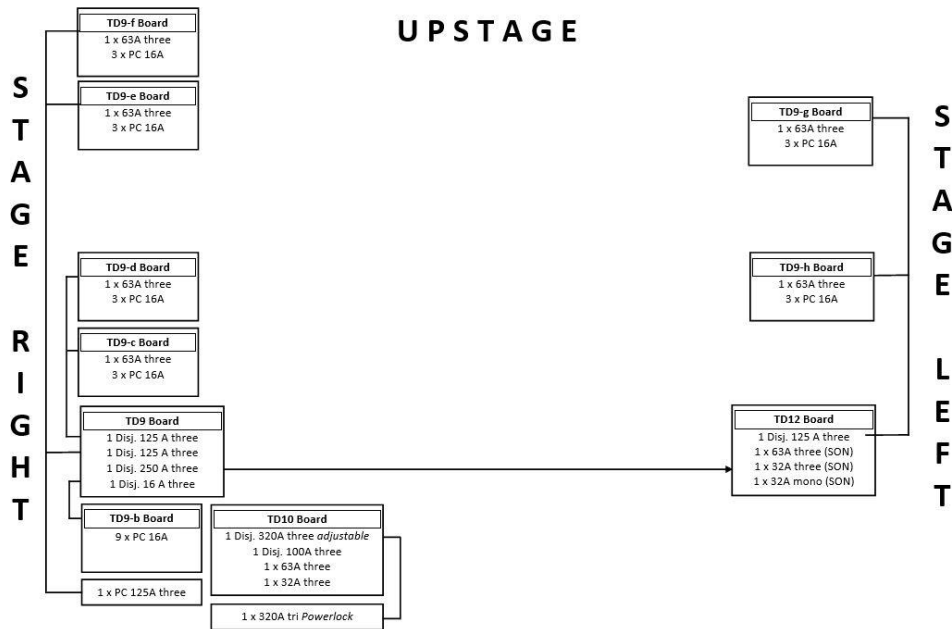 UPSTAGE
STAGE RIGHT
TD9-f Board
1 x 63A three
3 x PC 16A
TD9-e Board
1 x 63A three
3 x PC 16A
TD9-d Board
1 x 63A three
3 x PC 16A
TD9-c Board
1 x 63A three
3 x PC 16A
TD9 Board
1 Disj. 125 A three
1 Disj. 125 A three
1 Disj. 250 A three
1 Disj. 16 A three
TD9-b Board
9 x PC 16A
1 x PC 125A three
TD10 Board
1 Disj. 320A three adjustable
1 Disj. 100A three
1 x 63A three
1 x 32A three
1 x 320A tri Powerlock
TD9-g Board
1 x 63A three
3 x PC 16A
TD9-h Board
1 x 63A three
3 x PC 16A
TD12 Board
1 Disj. 125 A three
1 x 63A three (SON)
1 x 32A three (SON)
1 x 32A mono (SON)
STAGE LEFT